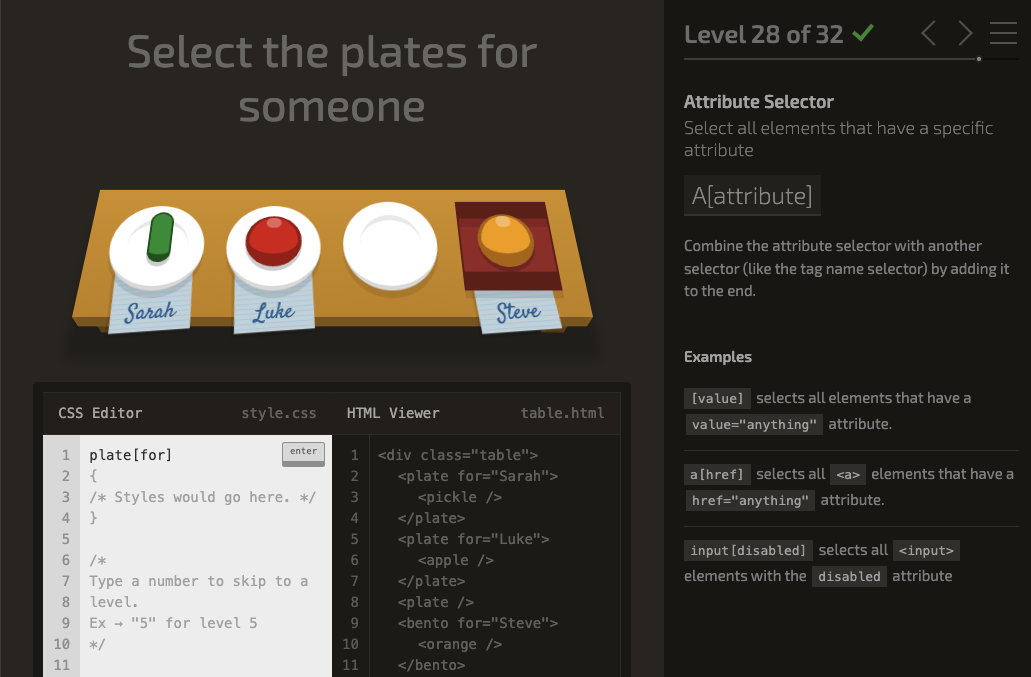 Select the plates for
someone
Sarah
Luke
Steve
CSS Editor style.css
1 plate[for] enter
2 {
3 /* Styles would go here. */
4 }
5
6 /*
7 Type a number to skip to a
8 level.
9 Ex → "5" for level 5
10 */
11
HTML Viewer table.html
1 <div class="table">
2 <plate for="Sarah">
3 <pickle />
4 </plate>
5 <plate for="Luke">
6 <apple />
7 </plate>
8 <plate />
9 <bento for="Steve">
10 <orange />
11 </bento>
Level 28 of 32
Attribute Selector
Select all elements that have a specific
attribute
A[attribute]
Combine the attribute selector with another
selector (like the tag name selector) by adding it
to the end.
Examples
[value] selects all elements that have a
value="anything" attribute.
a[href] selects all <a> elements that have a
href="anything" attribute.
input[disabled] selects all <input>
elements with the disabled attribute